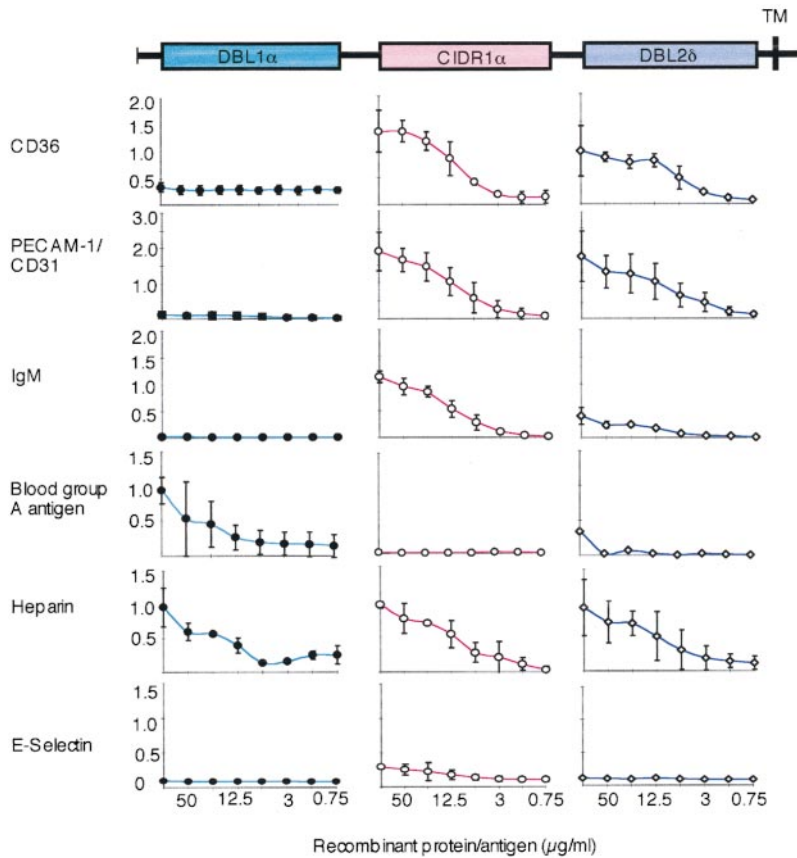 TM
DBL1α
CIDR1α
DBL2δ
CD36
2.0
1.5
1.0
0.5
PECAM-1/
CD31
3.0
2.0
1.0
0
IgM
2.0
1.5
1.0
0.5
0
Blood group
A antigen
1.5
1.0
0.5
Heparin
1.5
1.0
0.5
E-Selectin
1.5
1.0
0.5
0
50 12.5 3 0.75
50 12.5 3 0.75
50 12.5 3 0.75
Recombinant protein/antigen (µg/ml)